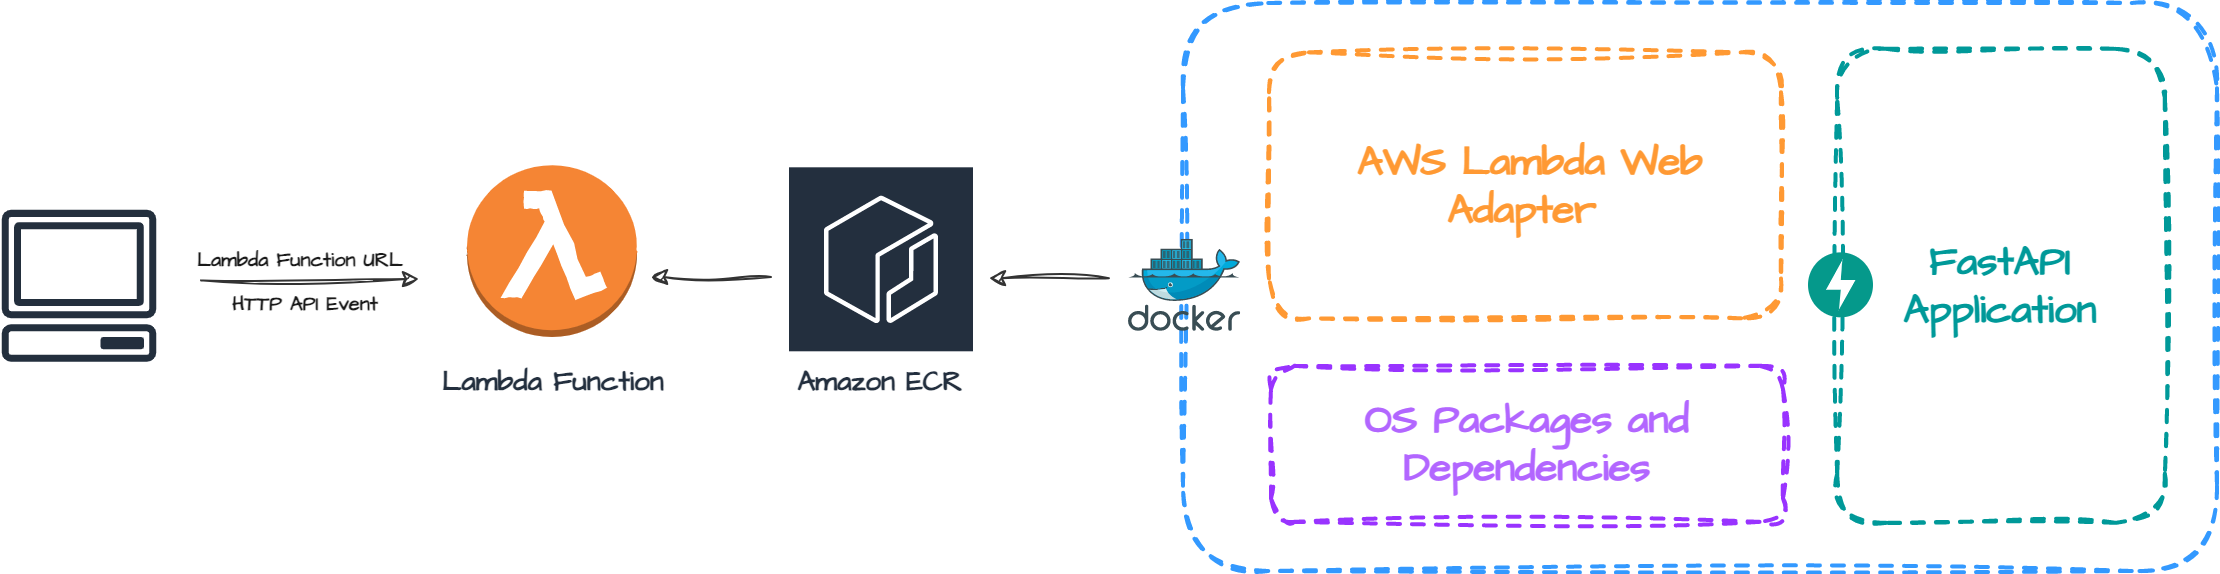 Lambda Function URL
HTTP API Event
Lambda Function
Amazon ECR
docker
AWS Lambda Web
Adapter
OS Packages and
Dependencies
FastAPI
Application